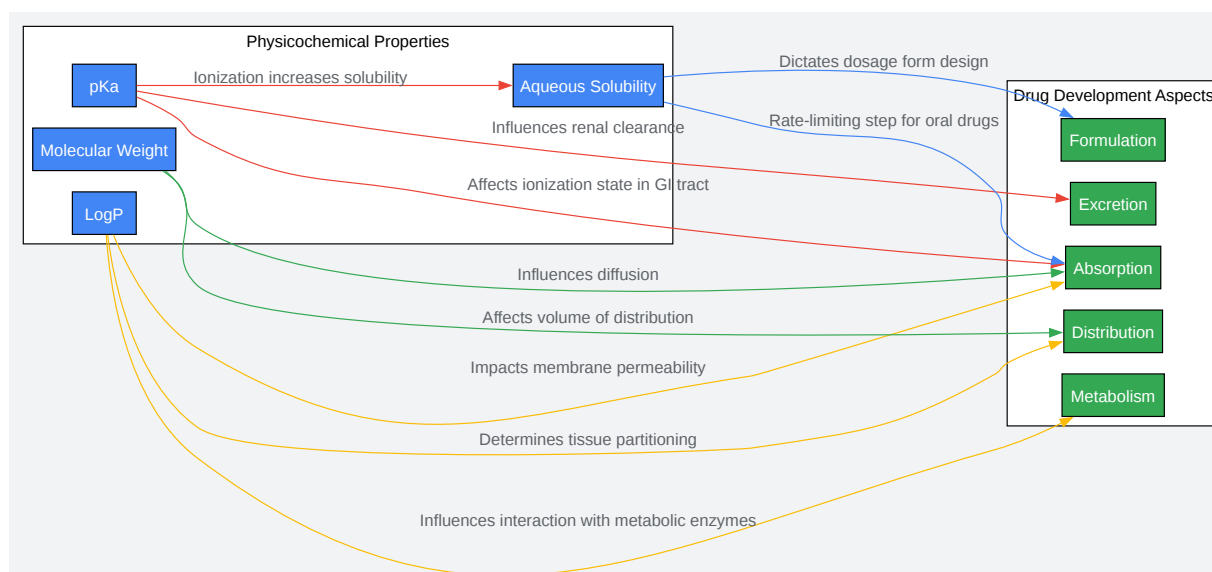 Physicochemical Properties
pKa
Ionization increases solubility
Aqueous Solubility
Dictates dosage form design
Drug Development Aspects
Molecular Weight
Influences renal clearance
Rate-limiting step for oral drugs
Formulation
LogP
Affects ionization state in GI tract
Excretion
Influences diffusion
Absorption
Affects volume of distribution
Distribution
Impacts membrane permeability
Metabolism
Determines tissue partitioning
Influences interaction with metabolic enzymes